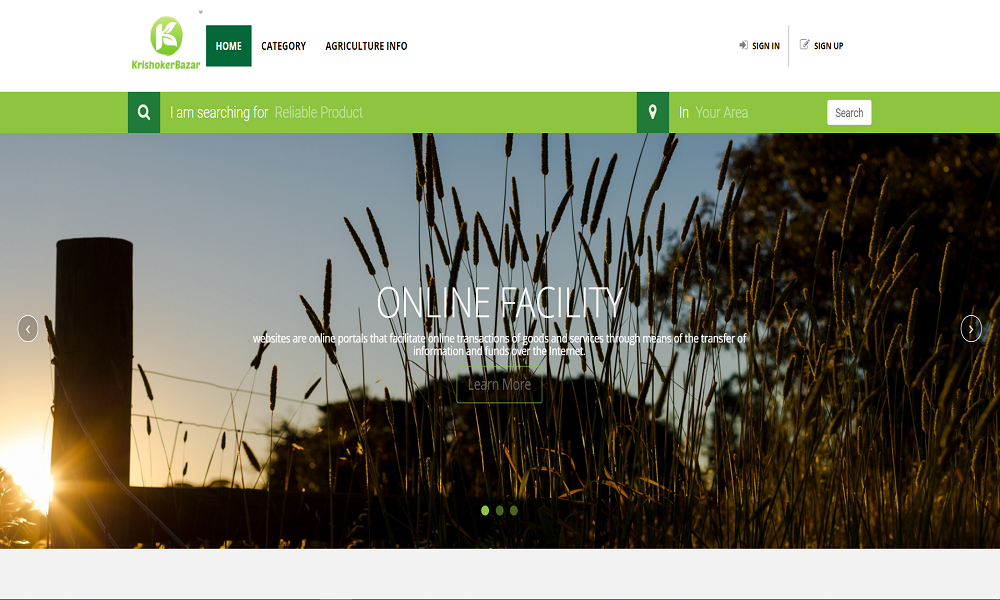 KrishokerBazar
HOME
CATEGORY
AGRICULTURE INFO
SIGN IN
SIGN UP
I am searching for Reliable Product
In Your Area
Search
ONLINE FACILITY
websites are online portals that facilitate online transactions of goods and services through means of the transfer of
information and funds over the Internet.
Learn More